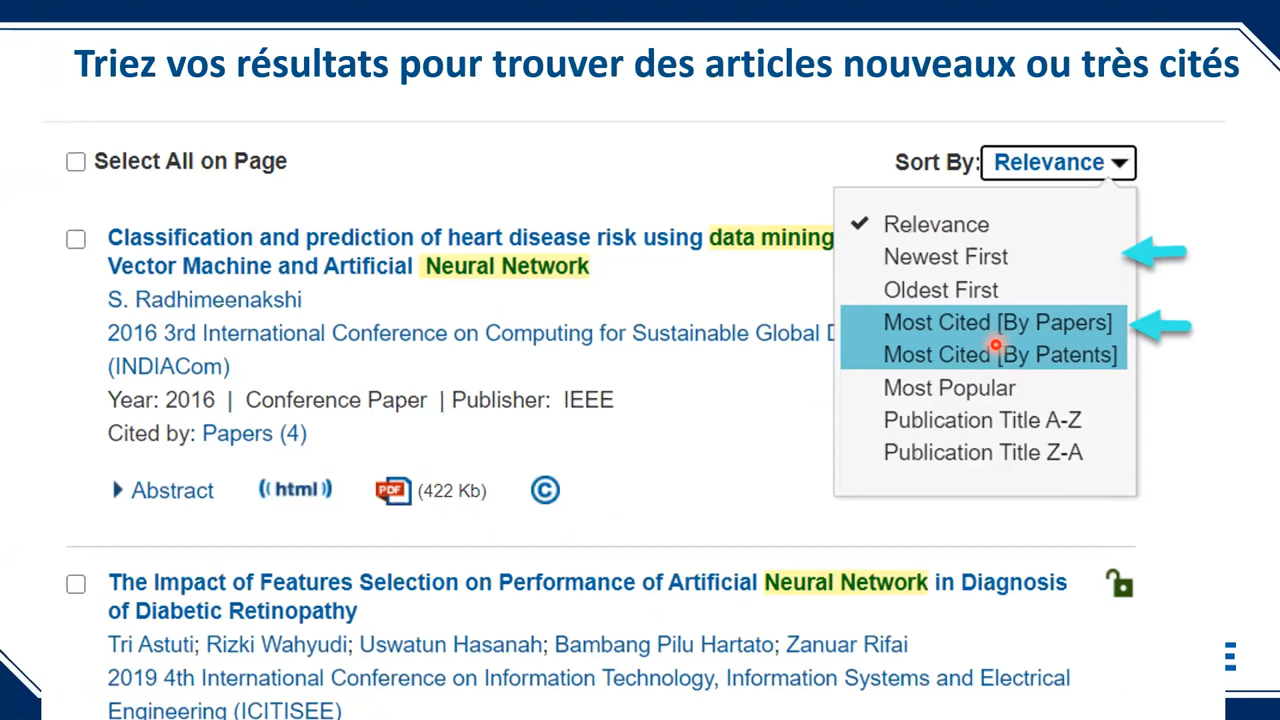 Triez vos résultats pour trouver des articles nouveaux ou très cités
Select All on Page
Sort By: Relevance
Relevance
Newest First
Oldest First
Most Cited [By Papers]
Most Cited [By Patents]
Most Popular
Publication Title A-Z
Publication Title Z-A
Classification and prediction of heart disease risk using data mining
Vector Machine and Artificial Neural Network
S. Radhimeenakshi
2016 3rd International Conference on Computing for Sustainable Global
(INDIACom)
Year: 2016 | Conference Paper | Publisher: IEEE
Cited by: Papers (4)
Abstract ((html)) PDF (422 Kb) ©
The Impact of Features Selection on Performance of Artificial Neural Network in Diagnosis
of Diabetic Retinopathy
Tri Astuti; Rizki Wahyudi; Uswatun Hasanah; Bambang Pilu Hartato; Zanuar Rifai
2019 4th International Conference on Information Technology, Information Systems and Electrical
Engineering (ICITISEE)